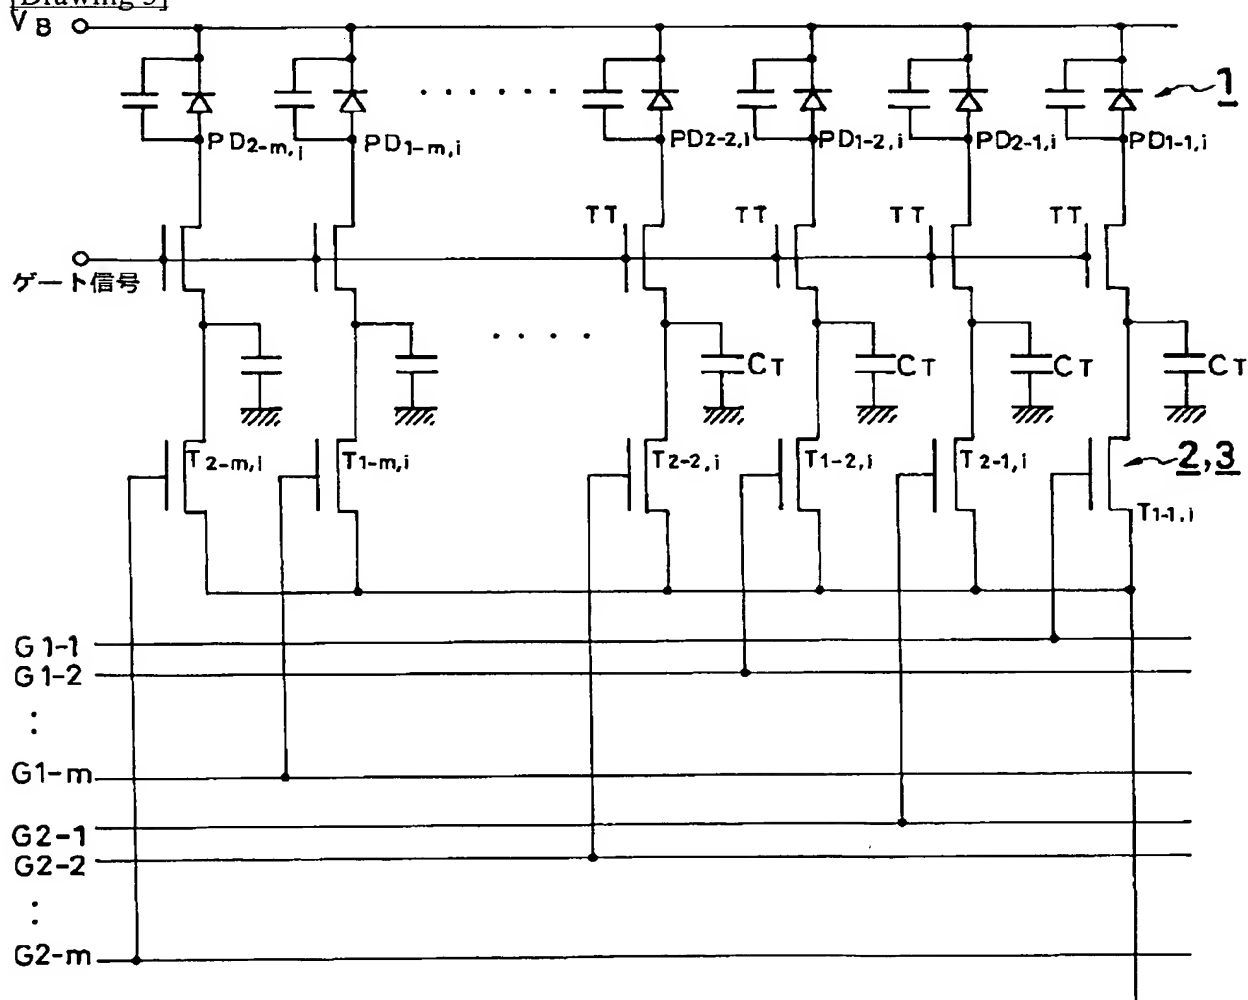 [Drawing 3]
VB
1
PD2-m,i PD1-m,i PD2-2,i PD1-2,i PD2-1,i PD1-1,i
TT TT TT TT
ゲート信号
CT CT CT CT
T2-m,i T1-m,i T2-2,i T1-2,i T2-1,i 2,3
T1-1,i
G1-1
G1-2
G1-m
G2-1
G2-2
G2-m